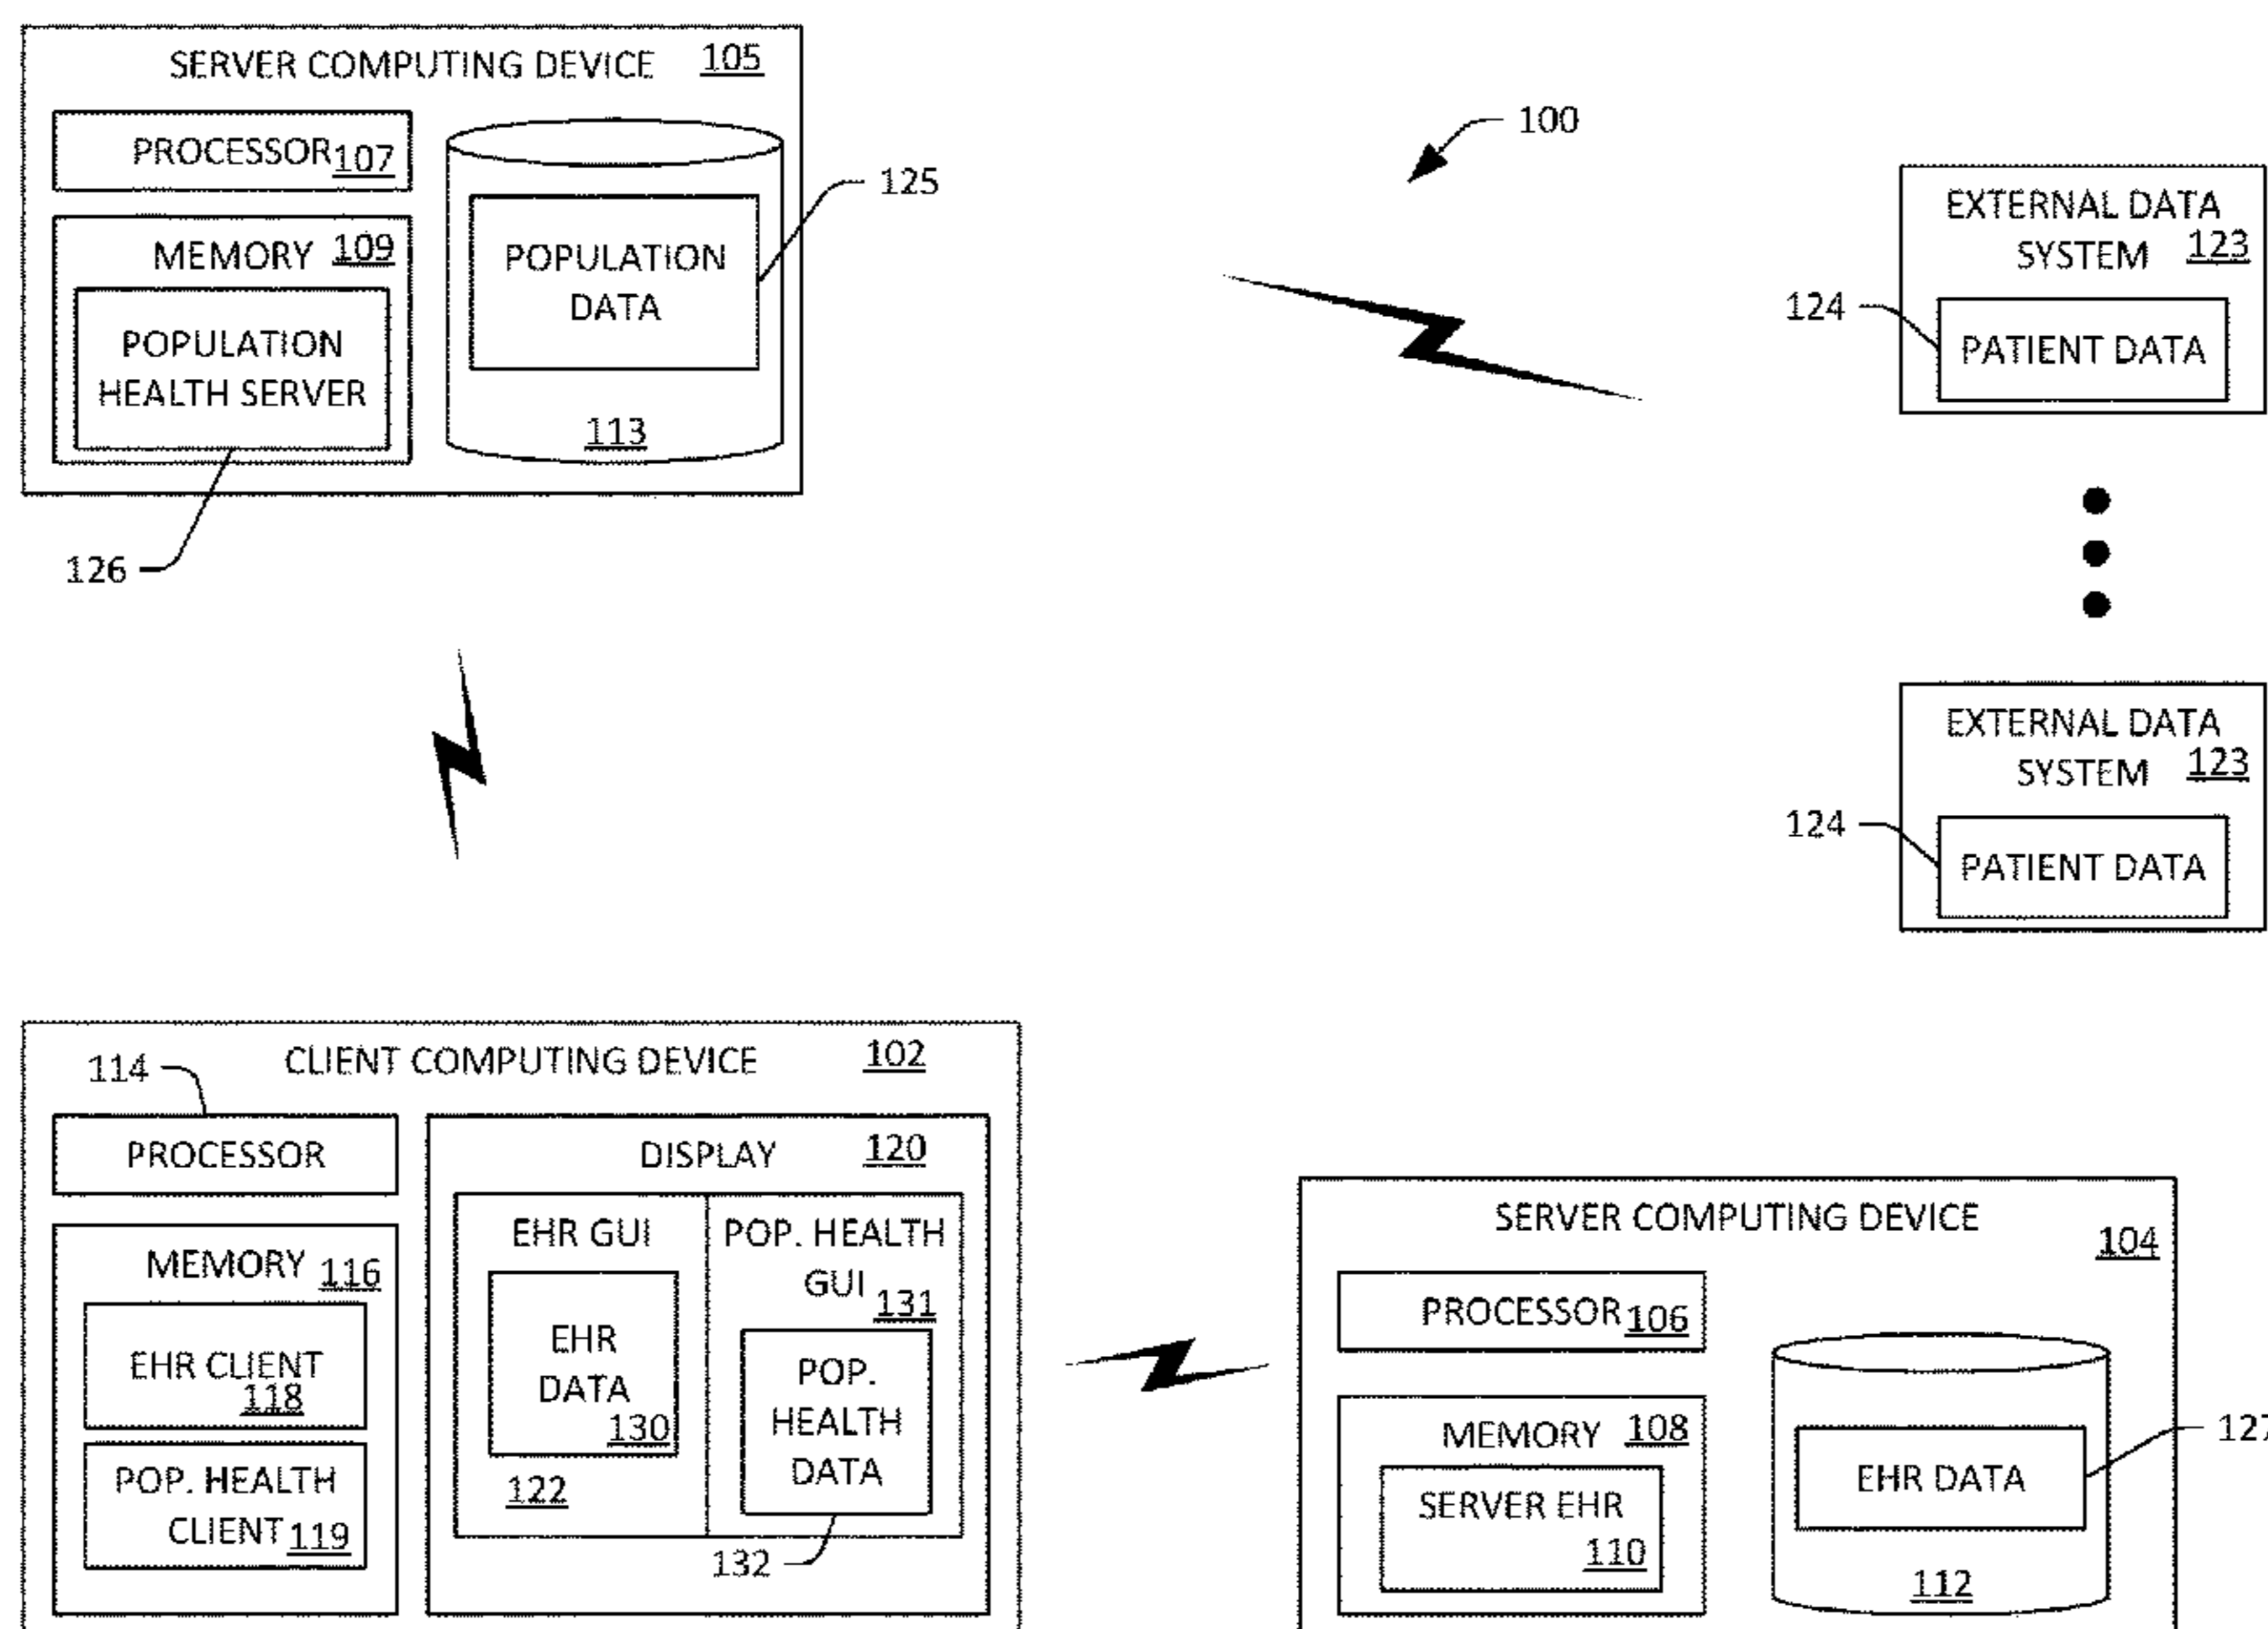 SERVER COMPUTING DEVICE 105
PROCESSOR 107
MEMORY 109
POPULATION
HEALTH SERVER
126
POPULATION
DATA
125
113
100
EXTERNAL DATA
SYSTEM 123
124
PATIENT DATA
EXTERNAL DATA
SYSTEM 123
124
PATIENT DATA
CLIENT COMPUTING DEVICE 102
114
PROCESSOR
MEMORY 116
EHR CLIENT
118
POP. HEALTH
CLIENT 119
DISPLAY 120
EHR GUI
EHR
DATA
130
122
POP. HEALTH
GUI
131
POP.
HEALTH
DATA
132
SERVER COMPUTING DEVICE
104
PROCESSOR 106
MEMORY 108
SERVER EHR
110
EHR DATA
127
112